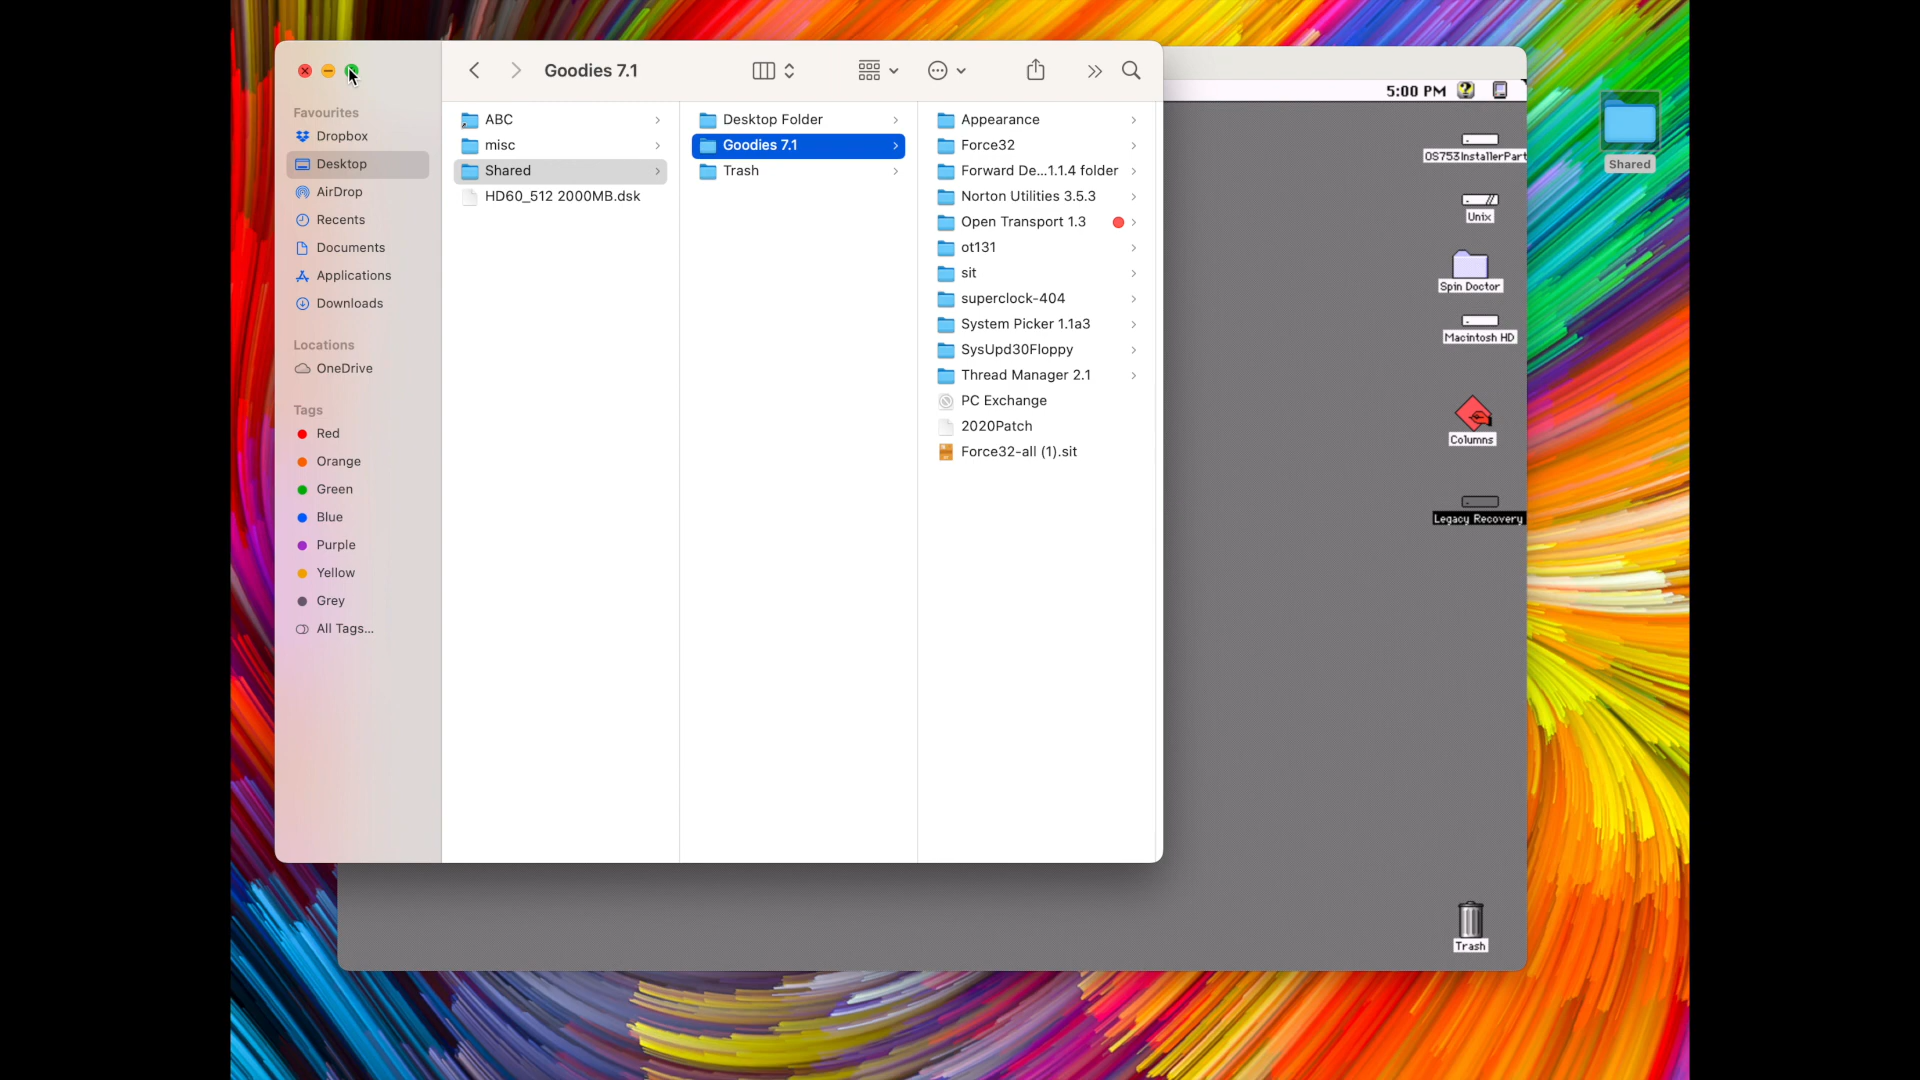 Goodies 7.1
Favourites
Dropbox
Desktop
AirDrop
Recents
Documents
Applications
Downloads
Locations
OneDrive
Tags
Red
Orange
Green
Blue
Purple
Yellow
Grey
All Tags...
ABC
misc
Shared
HD60_512 2000MB.dsk
Desktop Folder
Goodies 7.1
Trash
Appearance
Force32
Forward De...1.1.4 folder
Norton Utilities 3.5.3
Open Transport 1.3
ot131
sit
superclock-404
System Picker 1.1a3
SysUpd30Floppy
Thread Manager 2.1
PC Exchange
2020Patch
Force32-all (1).sit
5:00 PM
OS753InstallerPart
Unix
Spin Doctor
Macintosh HD
Columns
Legacy Recovery
Trash
Shared